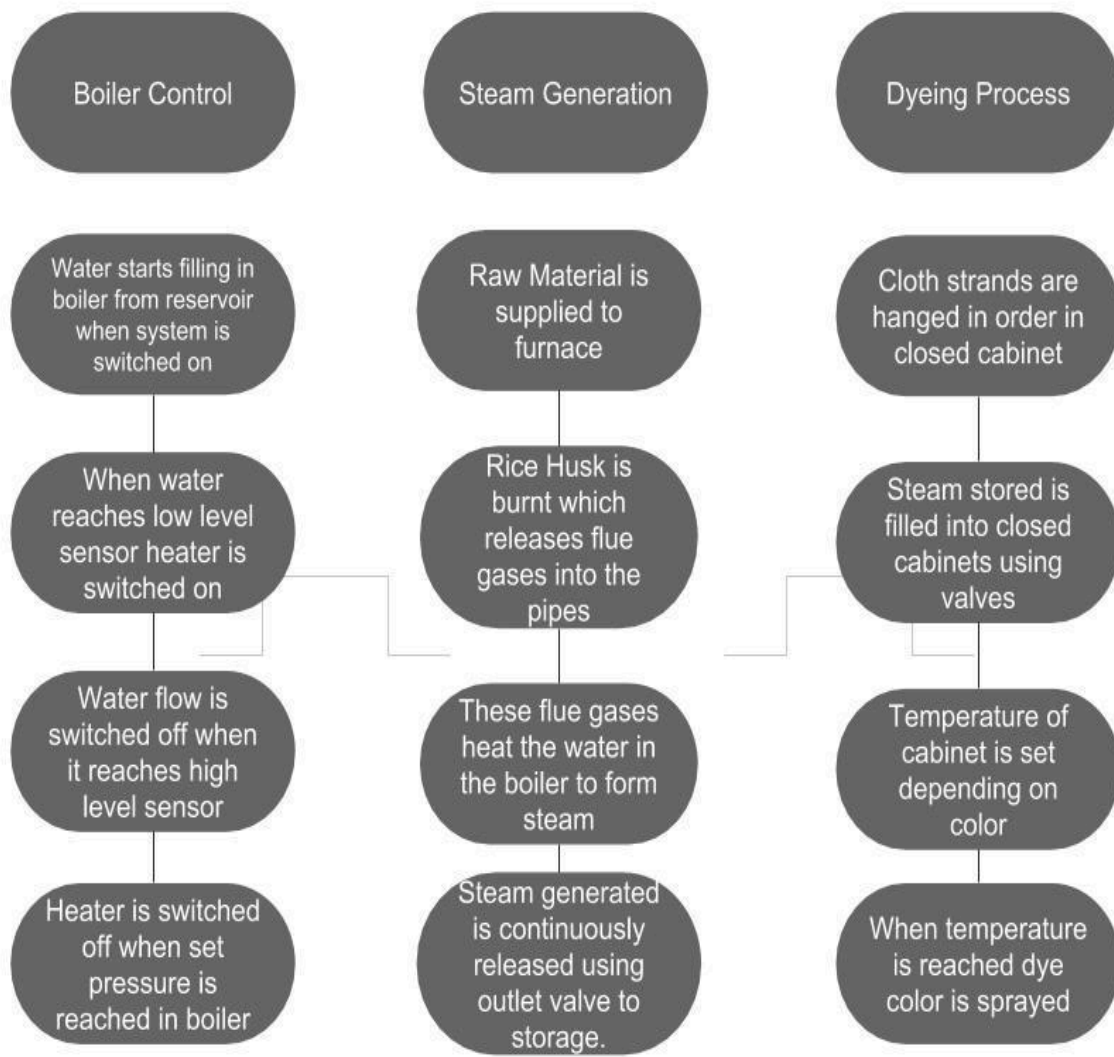 Boiler Control
Steam Generation
Dyeing Process
Water starts filling in
boiler from reservoir
when system is
switched on
When water
reaches low level
sensor heater is
switched on
Water flow is
switched off when
it reaches high
level sensor
Heater is switched
off when set
pressure is
reached in boiler
Raw Material is
supplied to
furnace
Rice Husk is
burnt which
releases flue
gases into the
pipes
These flue gases
heat the water in
the boiler to form
steam
Steam generated
is continuously
released using
outlet valve to
storage.
Cloth strands are
hanged in order in
closed cabinet
Steam stored is
filled into closed
cabinets using
valves
Temperature of
cabinet is set
depending on
color
When temperature
is reached dye
color is sprayed